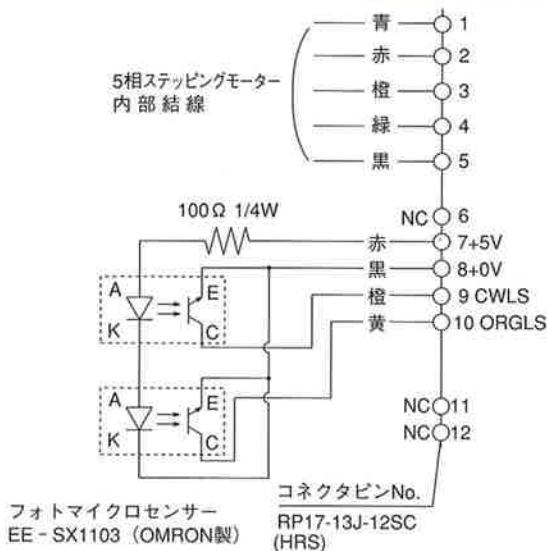 青 1
赤 2
5相ステッピングモーター
内部結線
橙 3
緑 4
黒 5
NC 6
100Ω 1/4W
赤 7+5V
黒 8+0V
A
E
橙 9 CWLS
K
C
黄 10 ORGLS
A
E
K
C
NC 11
NC 12
コネクタピンNo.
RP17-13J-12SC
(HRS)
フォトマイクロセンサー
EE-SX1103（OMRON製）